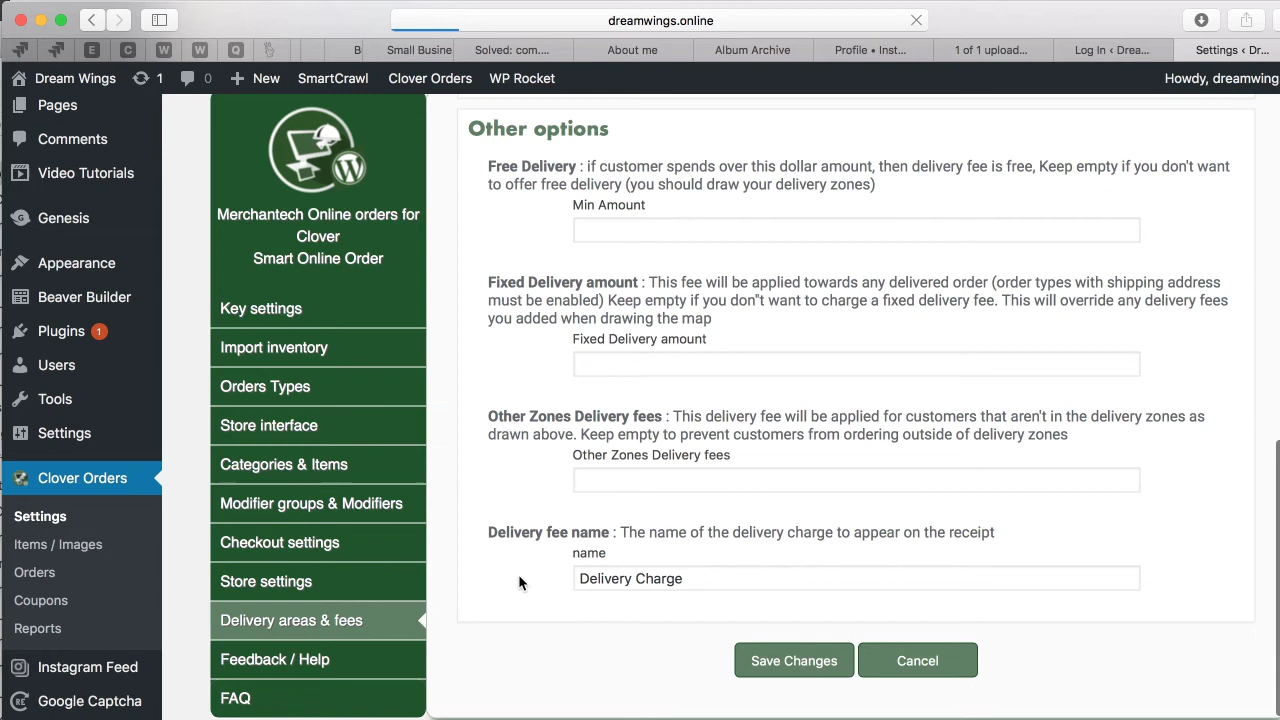 dreamwings.online
E
C
W
W
Q
B
Small Busine
Solved: com....
About me
Album Archive
Profile • Inst...
1 of 1 upload...
Log In ‹ Drea...
Settings ‹ Dr...
Dream Wings
1
0
New
SmartCrawl
Clover Orders
WP Rocket
Howdy, dreamwing
Pages
Comments
Video Tutorials
Genesis
Appearance
Beaver Builder
Plugins 1
Users
Tools
Settings
Clover Orders
Settings
Items / Images
Orders
Coupons
Reports
Instagram Feed
Google Captcha
Merchantech Online orders for
Clover
Smart Online Order
Key settings
Import inventory
Orders Types
Store interface
Categories & Items
Modifier groups & Modifiers
Checkout settings
Store settings
Delivery areas & fees
Feedback / Help
FAQ
Other options
Free Delivery : if customer spends over this dollar amount, then delivery fee is free, Keep empty if you don't want
to offer free delivery (you should draw your delivery zones)
Min Amount
Fixed Delivery amount : This fee will be applied towards any delivered order (order types with shipping address
must be enabled) Keep empty if you don"t want to charge a fixed delivery fee. This will override any delivery fees
you added when drawing the map
Fixed Delivery amount
Other Zones Delivery fees : This delivery fee will be applied for customers that aren't in the delivery zones as
drawn above. Keep empty to prevent customers from ordering outside of delivery zones
Other Zones Delivery fees
Delivery fee name : The name of the delivery charge to appear on the receipt
name
Delivery Charge
Save Changes
Cancel